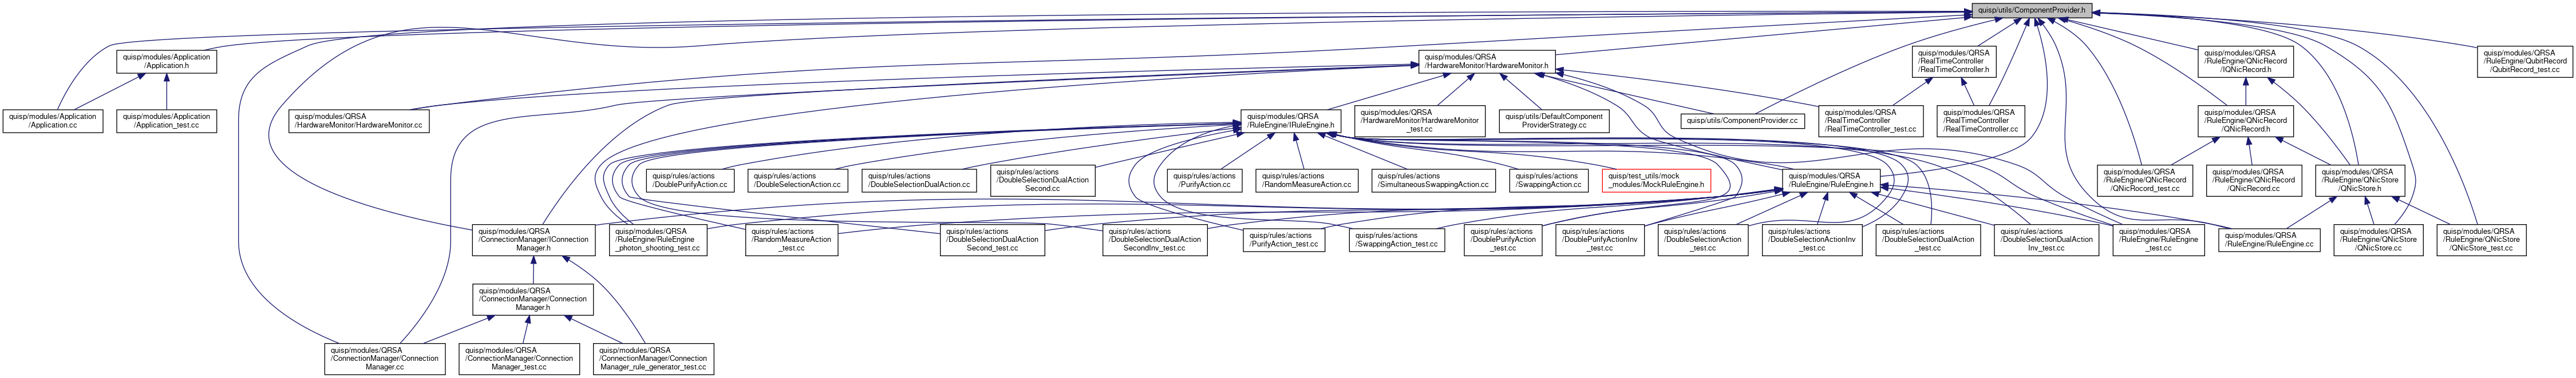 quisp/utils/ComponentProvider.h
quisp/modules/Application
/Application.h
quisp/modules/QRSA
/HardwareMonitor/HardwareMonitor.h
quisp/modules/QRSA
/RealTimeController
/RealTimeController.h
quisp/modules/QRSA
/RuleEngine/QNicRecord
/IQNicRecord.h
quisp/modules/QRSA
/RuleEngine/QubitRecord
/QubitRecord_test.cc
quisp/modules/Application
/Application.cc
quisp/modules/Application
/Application_test.cc
quisp/modules/QRSA
/HardwareMonitor/HardwareMonitor.cc
quisp/modules/QRSA
/RuleEngine/IRuleEngine.h
quisp/modules/QRSA
/HardwareMonitor/HardwareMonitor
_test.cc
quisp/utils/DefaultComponent
ProviderStrategy.cc
quisp/utils/ComponentProvider.cc
quisp/modules/QRSA
/RealTimeController
/RealTimeController_test.cc
quisp/modules/QRSA
/RealTimeController
/RealTimeController.cc
quisp/modules/QRSA
/RuleEngine/QNicRecord
/QNicRecord.h
quisp/rules/actions
/DoublePurifyAction.cc
quisp/rules/actions
/DoubleSelectionAction.cc
quisp/rules/actions
/DoubleSelectionDualAction.cc
quisp/rules/actions
/DoubleSelectionDualAction
Second.cc
quisp/rules/actions
/PurifyAction.cc
quisp/rules/actions
/RandomMeasureAction.cc
quisp/rules/actions
/SimultaneousSwappingAction.cc
quisp/rules/actions
/SwappingAction.cc
quisp/test_utils/mock
_modules/MockRuleEngine.h
quisp/modules/QRSA
/RuleEngine/RuleEngine.h
quisp/modules/QRSA
/RuleEngine/QNicRecord
/QNicRocord_test.cc
quisp/modules/QRSA
/RuleEngine/QNicRecord
/QNicRecord.cc
quisp/modules/QRSA
/RuleEngine/QNicStore
/QNicStore.h
quisp/modules/QRSA
/ConnectionManager/IConnection
Manager.h
quisp/modules/QRSA
/RuleEngine/RuleEngine
_photon_shooting_test.cc
quisp/rules/actions
/RandomMeasureAction
_test.cc
quisp/rules/actions
/DoubleSelectionDualAction
Second_test.cc
quisp/rules/actions
/DoubleSelectionDualAction
SecondInv_test.cc
quisp/rules/actions
/PurifyAction_test.cc
quisp/rules/actions
/SwappingAction_test.cc
quisp/rules/actions
/DoublePurifyAction
_test.cc
quisp/rules/actions
/DoublePurifyActionInv
_test.cc
quisp/rules/actions
/DoubleSelectionAction
_test.cc
quisp/rules/actions
/DoubleSelectionActionInv
_test.cc
quisp/rules/actions
/DoubleSelectionDualAction
_test.cc
quisp/rules/actions
/DoubleSelectionDualAction
Inv_test.cc
quisp/modules/QRSA
/RuleEngine/RuleEngine
_test.cc
quisp/modules/QRSA
/RuleEngine/RuleEngine.cc
quisp/modules/QRSA
/RuleEngine/QNicStore
/QNicStore.cc
quisp/modules/QRSA
/RuleEngine/QNicStore
/QNicStore_test.cc
quisp/modules/QRSA
/ConnectionManager/Connection
Manager.h
quisp/modules/QRSA
/ConnectionManager/Connection
Manager.cc
quisp/modules/QRSA
/ConnectionManager/Connection
Manager_test.cc
quisp/modules/QRSA
/ConnectionManager/Connection
Manager_rule_generator_test.cc